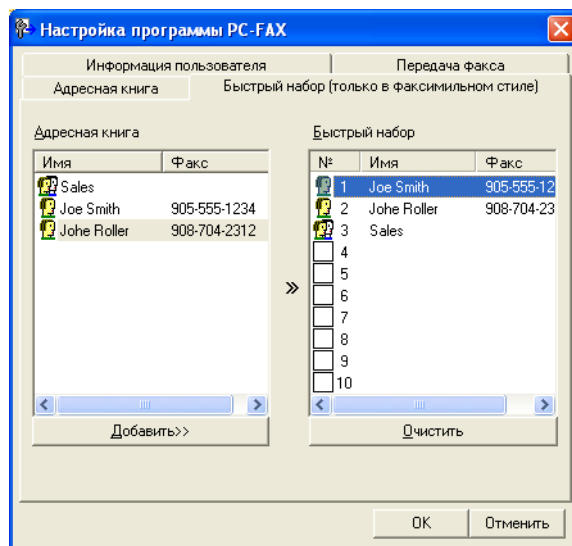 Настройка программы PC-FAX
Информация пользователя Передача факса
Адресная книга Быстрый набор (только в факсимильном стиле)
Адресная книга Быстрый набор
Имя Факс № Имя Факс
Sales 1 Joe Smith 905-555-12
Joe Smith 905-555-1234 2 Johe Roller 908-704-23
Johe Roller 908-704-2312 3 Sales
4
5
»
6
7
8
9
10
Добавить>> Очистить
OK Отменить